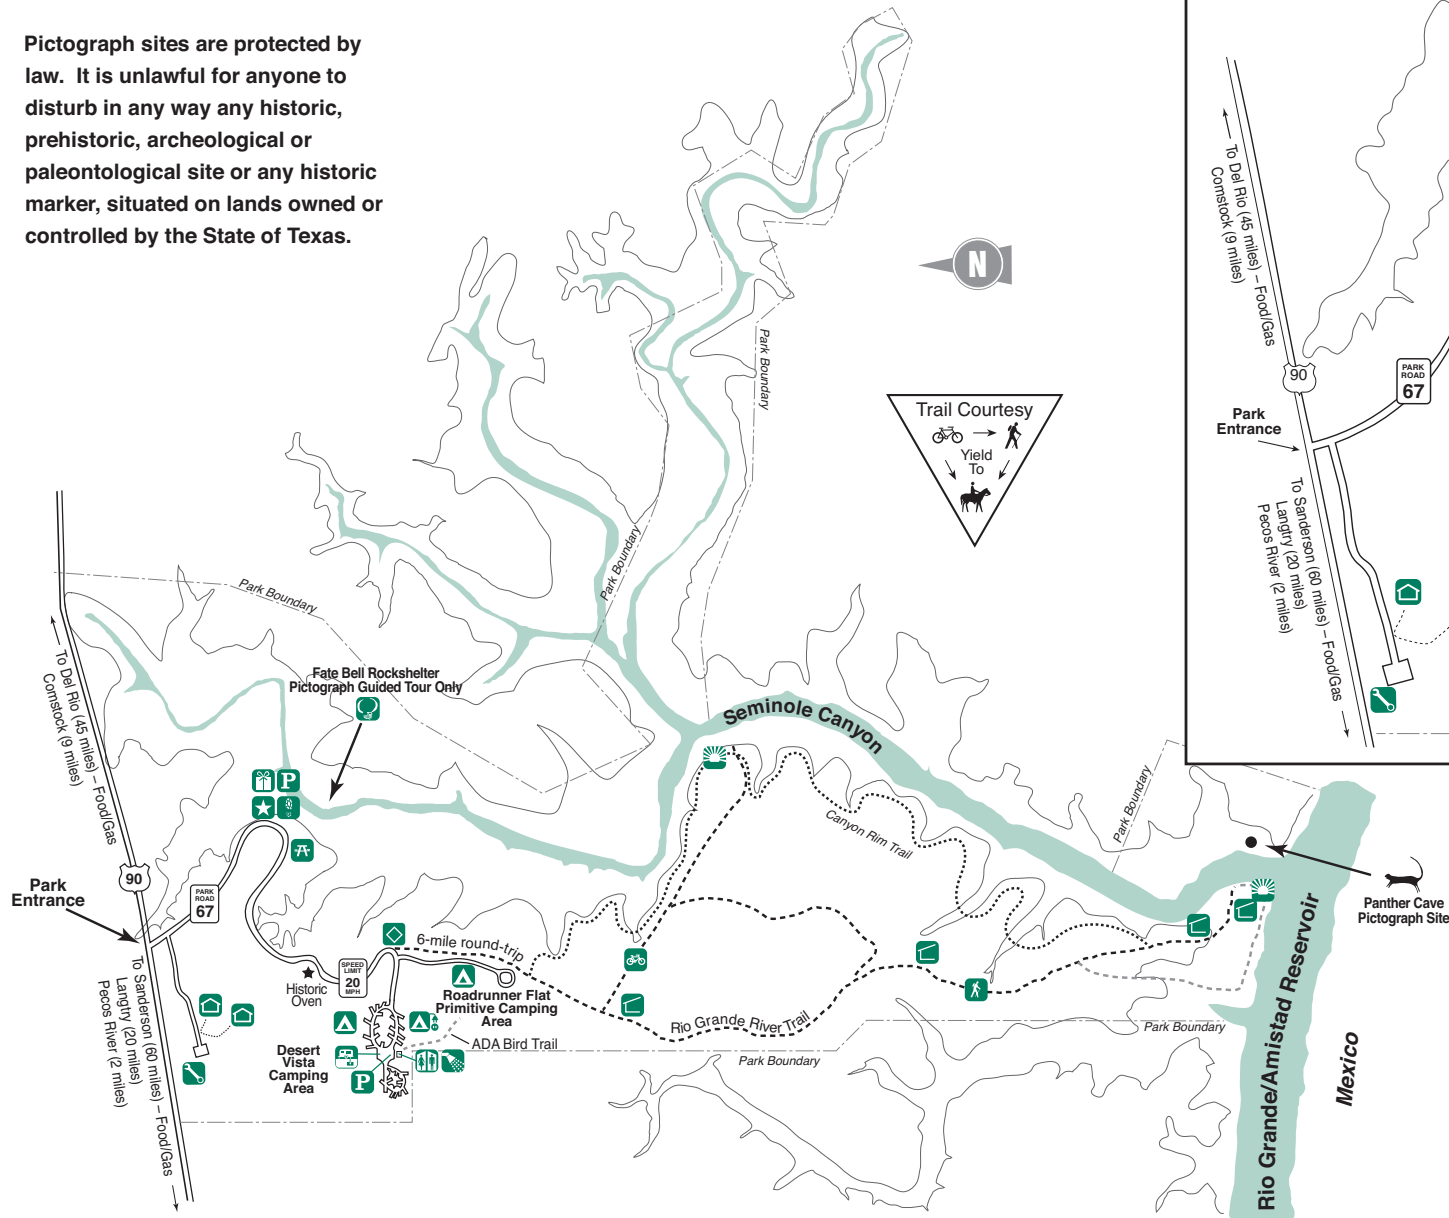 Pictograph sites are protected by
law.  It is unlawful for anyone to
disturb in any way any historic,
prehistoric, archeological or
paleontological site or any historic
marker, situated on lands owned or
controlled by the State of Texas.
N
Trail Courtesy
Yield
To
Park Boundary
Park Boundary
Park Boundary
To Del Rio (45 miles) – Food/Gas
Comstock (9 miles)
90
PARK
ROAD
67
Park
Entrance
To Sanderson (60 miles) – Food/Gas
Langtry (20 miles)
Pecos River (2 miles)
Fate Bell Rockshelter
Pictograph Guided Tour Only
To Del Rio (45 miles) – Food/Gas
Comstock (9 miles)
Seminole Canyon
P
Park Boundary
Canyon Rim Trail
90
Park
Entrance
PARK
ROAD
67
Panther Cave
Pictograph Site
6-mile round-trip
SPEED
LIMIT
20
MPH
Historic
Oven
Roadrunner Flat
Primitive Camping
Area
Rio Grande River Trail
ADA Bird Trail
Park Boundary
Park Boundary
Desert
Vista
Camping
Area
P
To Sanderson (60 miles) – Food/Gas
Langtry (20 miles)
Pecos River (2 miles)
Rio Grande/Amistad Reservoir
Mexico